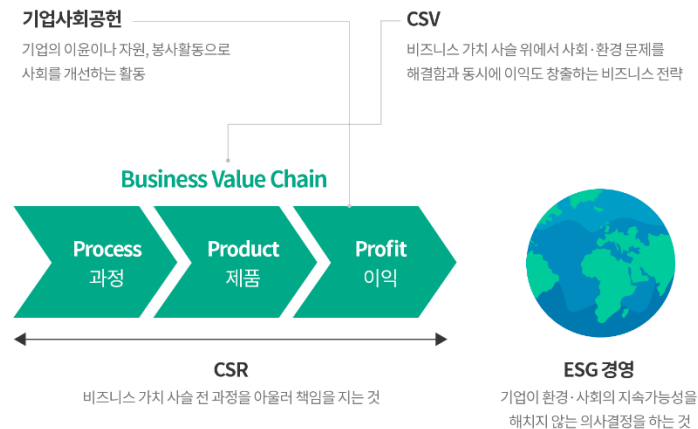 기업사회공헌
기업의 이윤이나 자원, 봉사활동으로
사회를 개선하는 활동
CSV
비즈니스 가치 사슬 위에서 사회·환경 문제를
해결함과 동시에 이익도 창출하는 비즈니스 전략
Business Value Chain
Process
과정
Product
제품
Profit
이익
CSR
비즈니스 가치 사슬 전 과정을 아울러 책임을 지는 것
ESG 경영
기업이 환경·사회의 지속가능성을
해치지 않는 의사결정을 하는 것